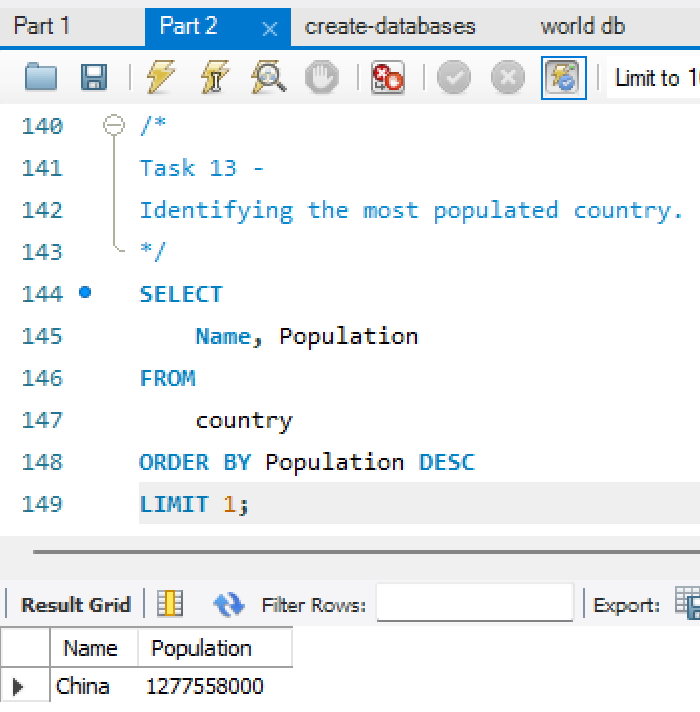 Part 1 Part 2 create-databases world db
Limit to 1
140 /*
141 Task 13 -
142 Identifying the most populated country.
143 */
144 SELECT
145 Name, Population
146 FROM
147 country
148 ORDER BY Population DESC
149 LIMIT 1;
Result Grid Filter Rows: Export:
Name Population
China 1277558000